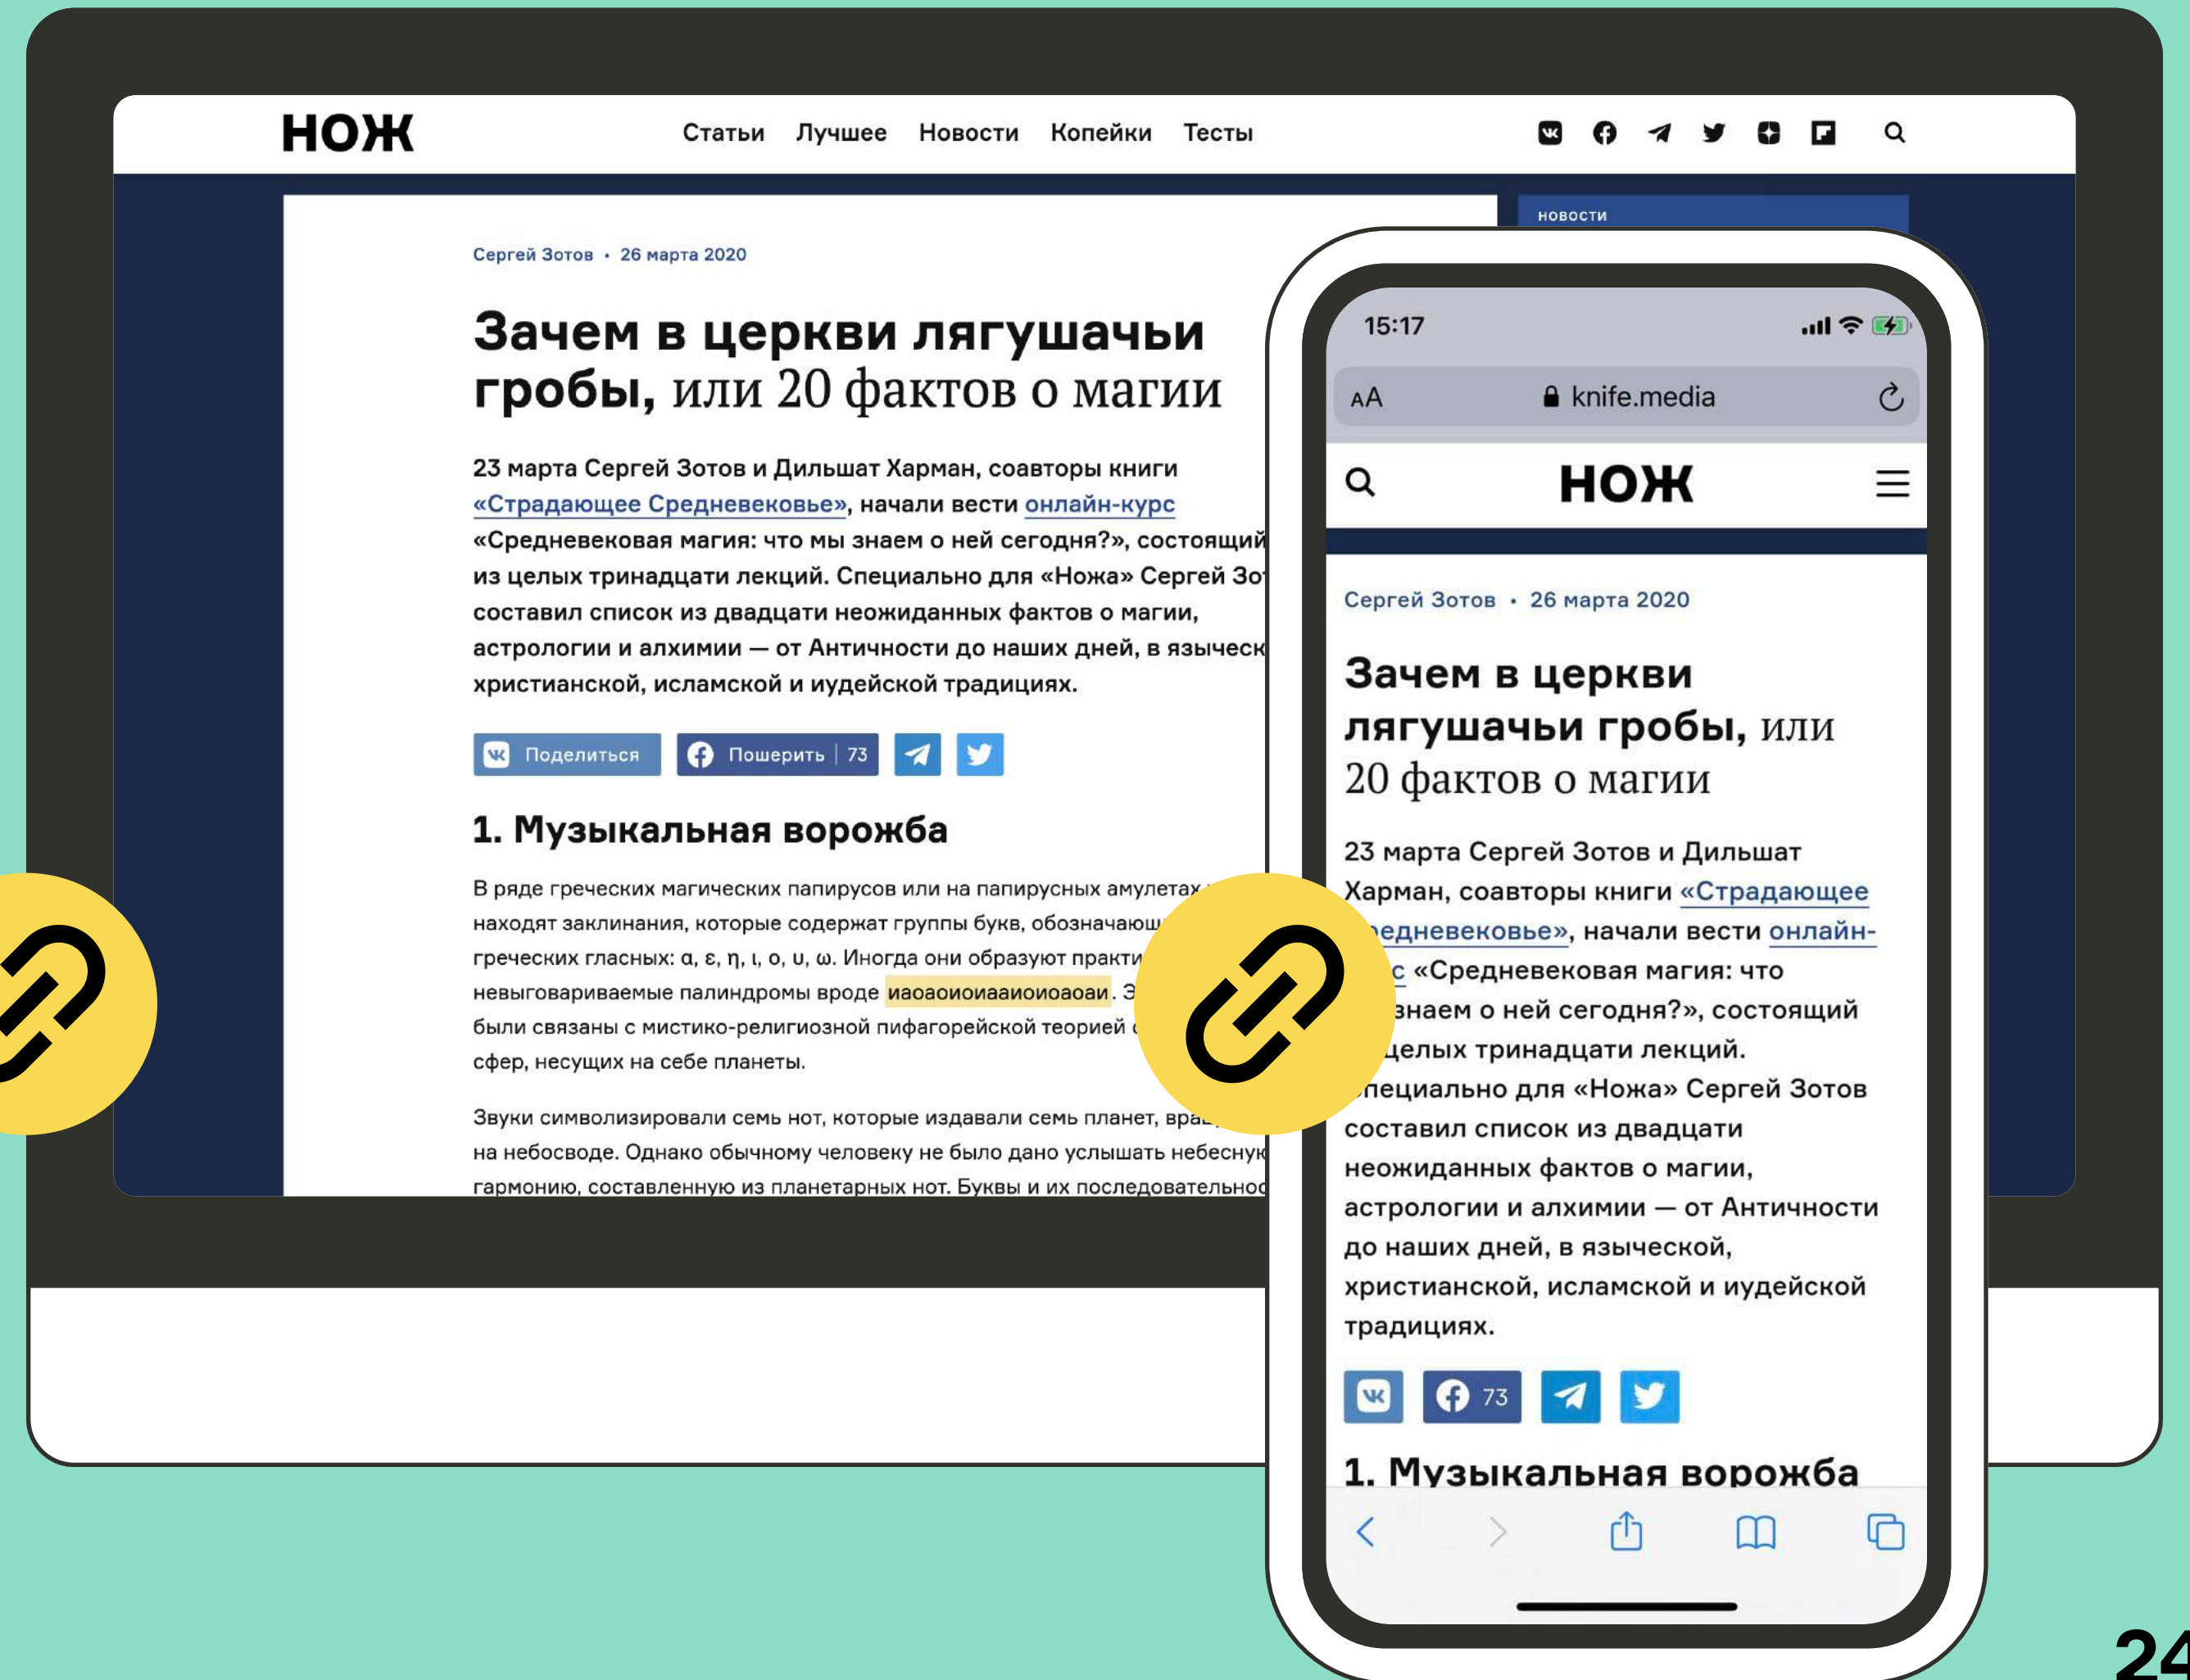 НОЖ
Статьи Лучшее Новости Копейки Тесты
НОВОСТИ
Сергей Зотов • 26 марта 2020
Зачем в церкви лягушачьи
гробы, или 20 фактов о магии
23 марта Сергей Зотов и Дильшат Харман, соавторы книги
«Страдающее Средневековье», начали вести онлайн-курс
«Средневековая магия: что мы знаем о ней сегодня?», состоящий
из целых тринадцати лекций. Специально для «Ножа» Сергей
составил список из двадцати неожиданных фактов о магии,
астрологии и алхимии — от Античности до наших дней, в
христианской, исламской и иудейской традициях.
Поделиться
Пошерить 73
1. Музыкальная ворожба
В ряде греческих магических папирусов или на папирусных амулетах
находят заклинания, которые содержат группы букв,
греческих гласных: α, ε, η, ι, ο, υ, ω. Иногда они образуют
невыговариваемые палиндромы вроде иаоаоиоиааиоиоаоаи.
были связаны с мистико-религиозной пифагорейской теорией
сфер, несущих на себе планеты.
Звуки символизировали семь нот, которые издавали семь планет,
на небосводе. Однако обычному человеку не было дано услышать
гармонию, составленную из планетарных нот. Буквы и их
15:17
AA knife.media
НОЖ
Сергей Зотов • 26 марта 2020
Зачем в церкви
лягушачьи гробы, или
20 фактов о магии
23 марта Сергей Зотов и Дильшат
Харман, соавторы книги «Страдающее
начали вести онлайн-
«Средневековая магия: что
знаем о ней сегодня?», состоящий
целых тринадцати лекций.
для «Ножа» Сергей Зотов
составил список из двадцати
неожиданных фактов о магии,
астрологии и алхимии — от Античности
до наших дней, в языческой,
христианской, исламской и иудейской
традициях.
73
1. Музыкальная ворожба
24